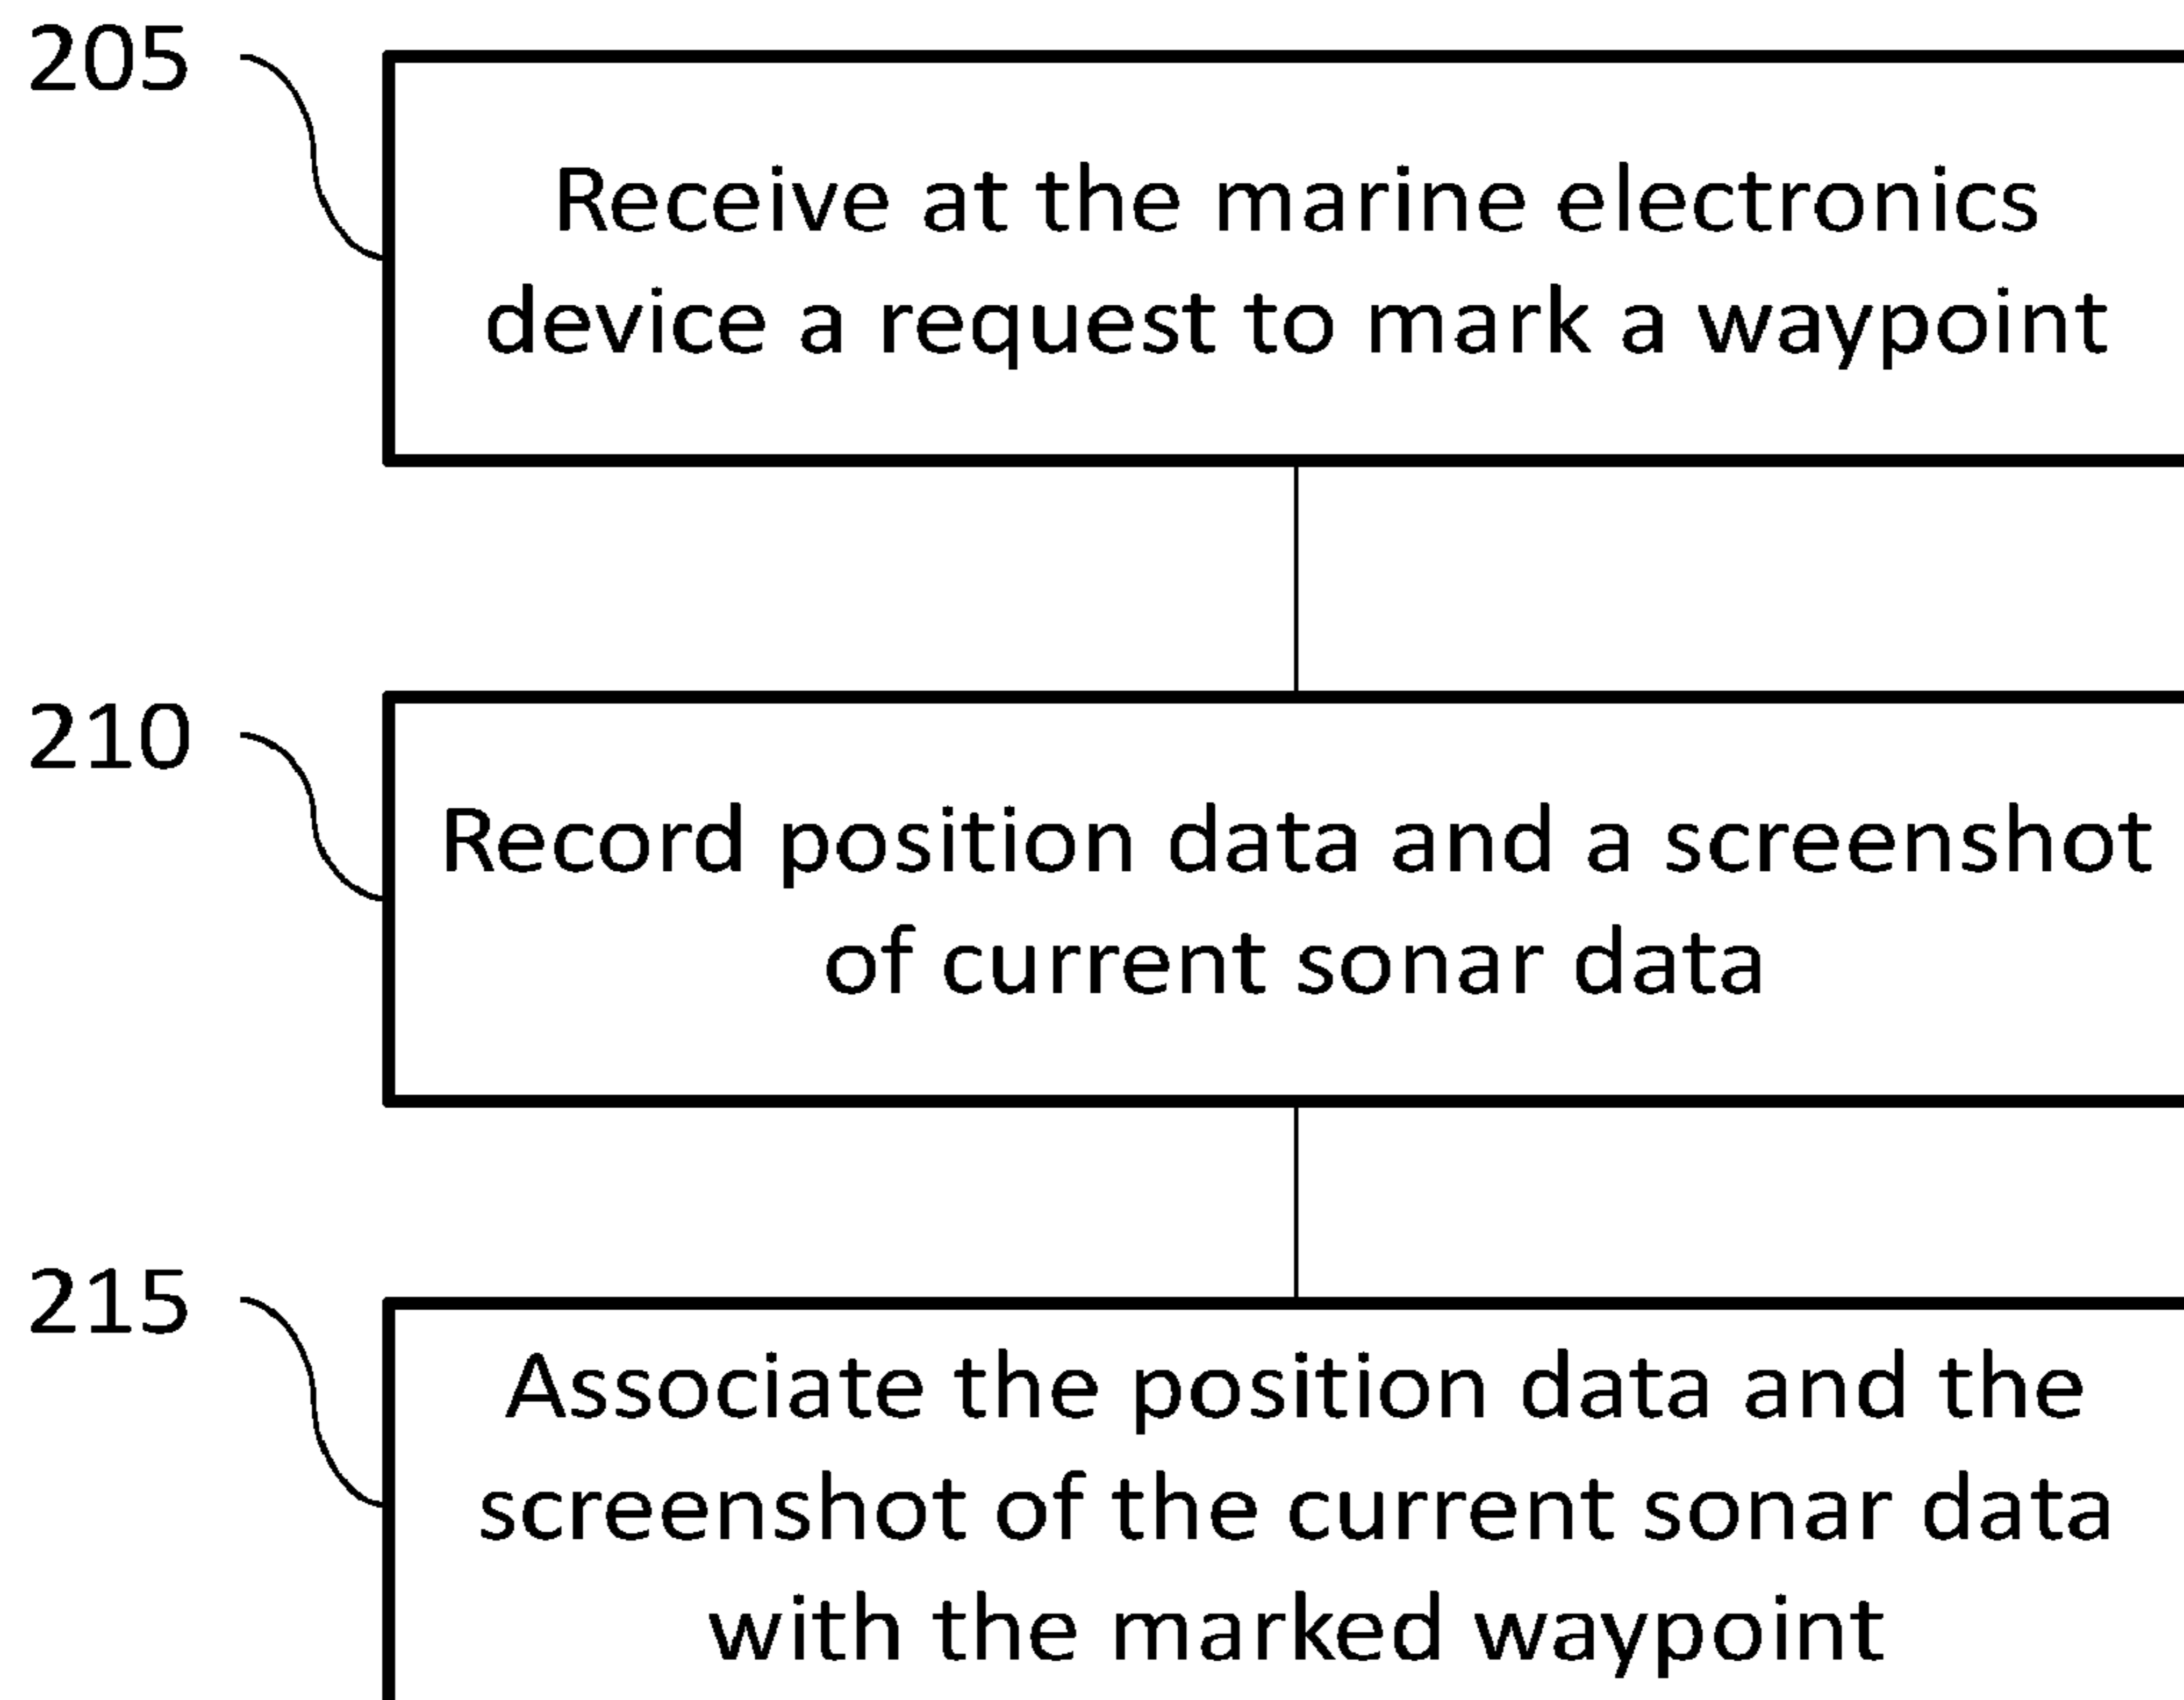 205
Receive at the marine electronics
device a request to mark a waypoint
210
Record position data and a screenshot
of current sonar data
215
Associate the position data and the
screenshot of the current sonar data
with the marked waypoint